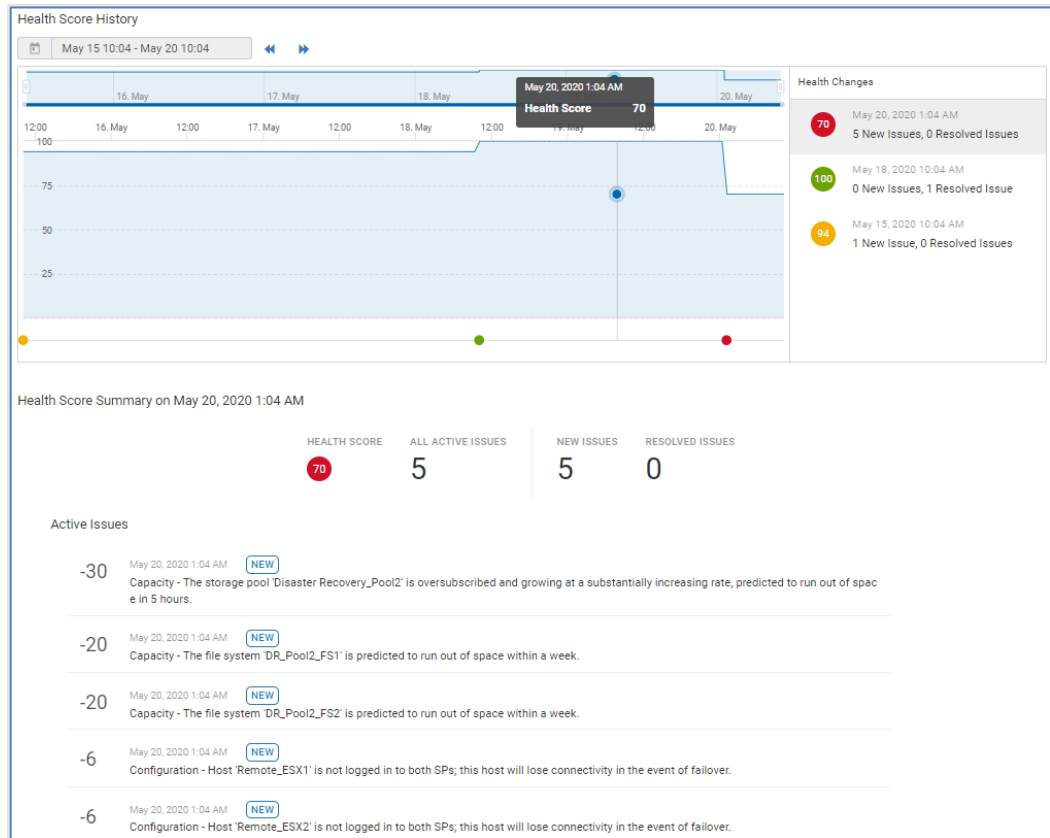 Health Score History
May 15 10:04 - May 20 10:04
16. May 17. May 18. May 20. May
May 20, 2020 1:04 AM
Health Score 70
12:00 16. May 12:00 17. May 12:00 18. May 12:00 19. May 12:00 20. May
100
75
50
25
Health Changes
70
May 20, 2020 1:04 AM
5 New Issues, 0 Resolved Issues
100
May 18, 2020 10:04 AM
0 New Issues, 1 Resolved Issue
94
May 15, 2020 10:04 AM
1 New Issue, 0 Resolved Issues
Health Score Summary on May 20, 2020 1:04 AM
HEALTH SCORE ALL ACTIVE ISSUES NEW ISSUES RESOLVED ISSUES
70 5 5 0
Active Issues
-30
May 20, 2020 1:04 AM NEW
Capacity - The storage pool 'Disaster Recovery_Pool2' is oversubscribed and growing at a substantially increasing rate, predicted to run out of spac
e in 5 hours.
-20
May 20, 2020 1:04 AM NEW
Capacity - The file system 'DR_Pool2_FS1' is predicted to run out of space within a week.
-20
May 20, 2020 1:04 AM NEW
Capacity - The file system 'DR_Pool2_FS2' is predicted to run out of space within a week.
-6
May 20, 2020 1:04 AM NEW
Configuration - Host 'Remote_ESX1' is not logged in to both SPs; this host will lose connectivity in the event of failover.
-6
May 20, 2020 1:04 AM NEW
Configuration - Host 'Remote_ESX2' is not logged in to both SPs; this host will lose connectivity in the event of failover.